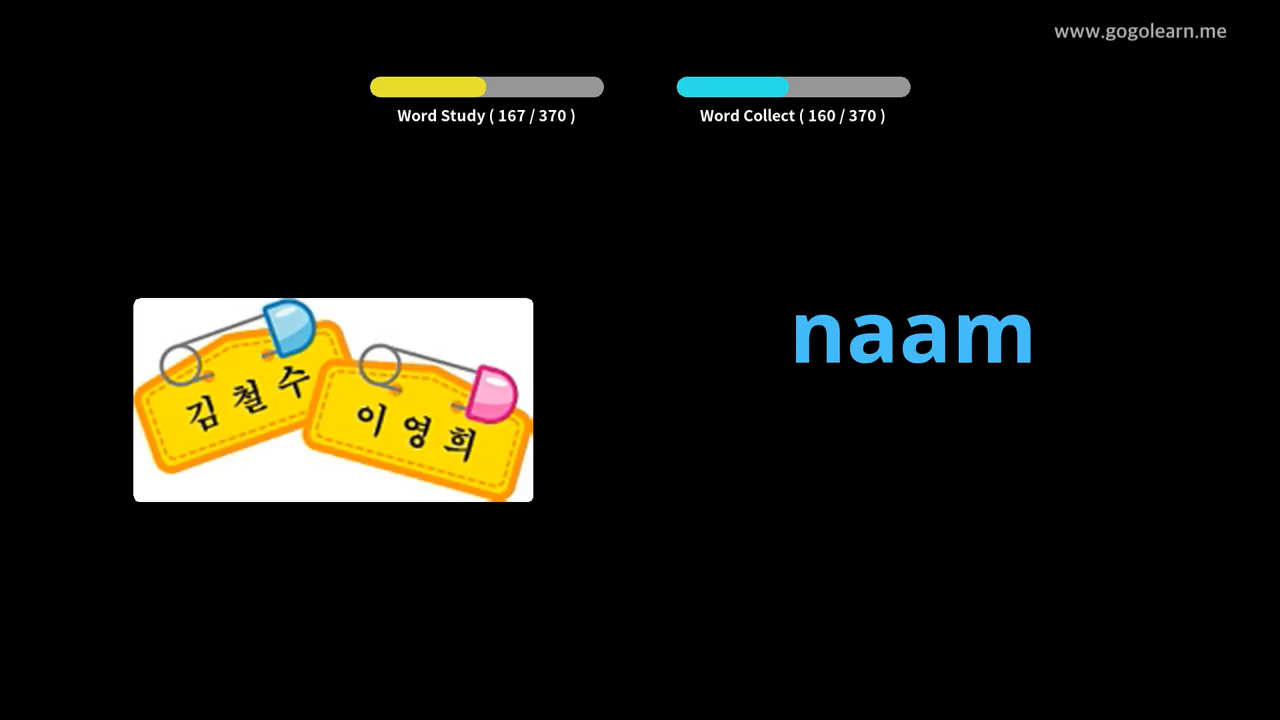 www.gogolearn.me
Word Study ( 167 / 370 )
Word Collect ( 160 / 370 )
naam
김철수
이영희